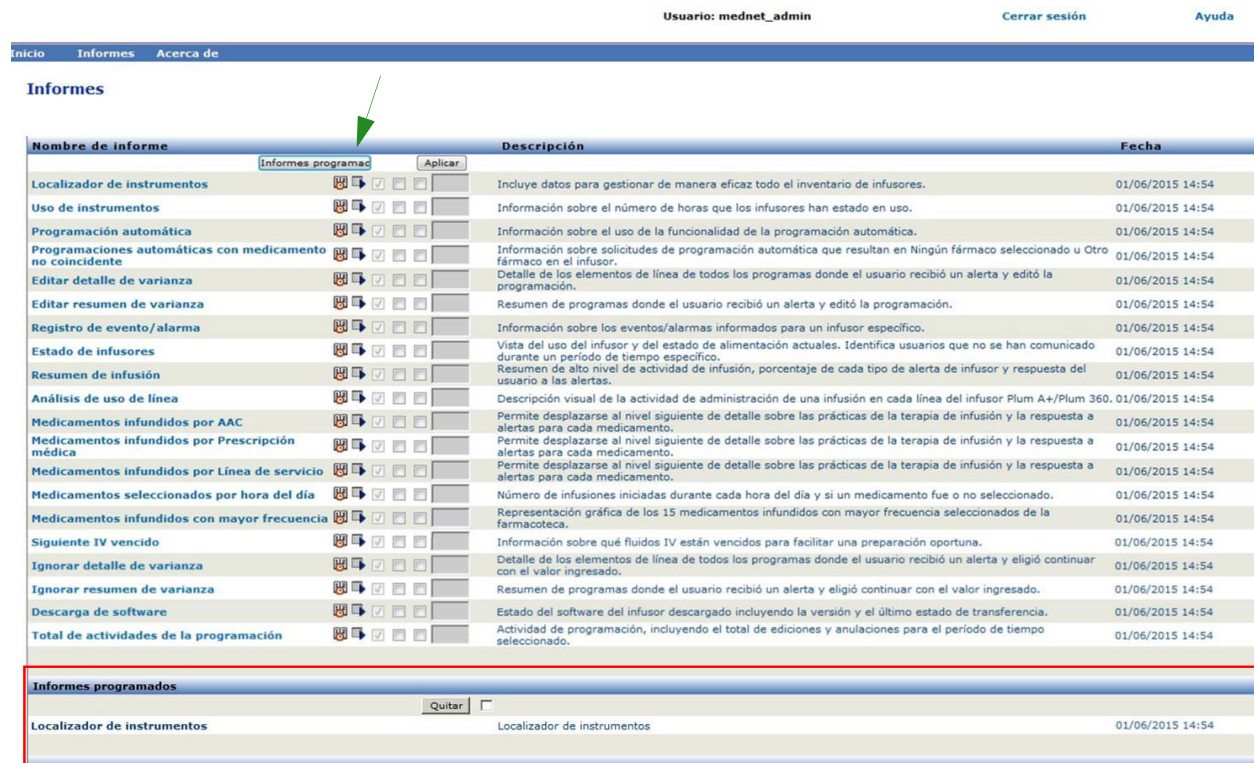 Usuario: mednet_admin Cerrar sesión Ayuda
Inicio Informes Acerca de
Informes
Nombre de informe Descripción Fecha
Informes programad Aplicar
Localizador de instrumentos Incluye datos para gestionar de manera eficaz todo el inventario de infusores. 01/06/2015 14:54
Uso de instrumentos Información sobre el número de horas que los infusores han estado en uso. 01/06/2015 14:54
Programación automática Información sobre el uso de la funcionalidad de la programación automática. 01/06/2015 14:54
Programaciones automáticas con medicamento Información sobre solicitudes de programación automática que resultan en Ningún fármaco seleccionado u Otro 01/06/2015 14:54
no coincidente fármaco en el infusor.
Editar detalle de varianza Detalle de los elementos de línea de todos los programas donde el usuario recibió un alerta y editó la 01/06/2015 14:54
programación.
Editar resumen de varianza Resumen de programas donde el usuario recibió un alerta y editó la programación. 01/06/2015 14:54
Registro de evento/alarma Información sobre los eventos/alarmas informados para un infusor específico. 01/06/2015 14:54
Estado de infusores Vista del uso del infusor y del estado de alimentación actuales. Identifica usuarios que no se han comunicado 01/06/2015 14:54
durante un período de tiempo específico.
Resumen de infusión Resumen de alto nivel de actividad de infusión, porcentaje de cada tipo de alerta de infusor y respuesta del 01/06/2015 14:54
usuario a las alertas.
Análisis de uso de línea Descripción visual de la actividad de administración de una infusión en cada línea del infusor Plum A+/Plum 360. 01/06/2015 14:54
Medicamentos infundidos por AAC Permite desplazarse al nivel siguiente de detalle sobre las prácticas de la terapia de infusión y la respuesta a 01/06/2015 14:54
alertas para cada medicamento.
Medicamentos infundidos por Prescripción Permite desplazarse al nivel siguiente de detalle sobre las prácticas de la terapia de infusión y la respuesta a 01/06/2015 14:54
médica alertas para cada medicamento.
Medicamentos infundidos por Línea de servicio Permite desplazarse al nivel siguiente de detalle sobre las prácticas de la terapia de infusión y la respuesta a 01/06/2015 14:54
alertas para cada medicamento.
Medicamentos seleccionados por hora del día Número de infusiones iniciadas durante cada hora del día y si un medicamento fue o no seleccionado. 01/06/2015 14:54
Medicamentos infundidos con mayor frecuencia Representación gráfica de los 15 medicamentos infundidos con mayor frecuencia seleccionados de la 01/06/2015 14:54
farmacoteca.
Siguiente IV vencido Información sobre qué fluidos IV están vencidos para facilitar una preparación oportuna. 01/06/2015 14:54
Ignorar detalle de varianza Detalle de los elementos de línea de todos los programas donde el usuario recibió un alerta y eligió continuar 01/06/2015 14:54
con el valor ingresado.
Ignorar resumen de varianza Resumen de programas donde el usuario recibió un alerta y eligió continuar con el valor ingresado. 01/06/2015 14:54
Descarga de software Estado del software del infusor descargado incluyendo la versión y el último estado de transferencia. 01/06/2015 14:54
Total de actividades de la programación Actividad de programación, incluyendo el total de ediciones y anulaciones para el período de tiempo 01/06/2015 14:54
seleccionado.
Informes programados
Quitar
Localizador de instrumentos Localizador de instrumentos 01/06/2015 14:54